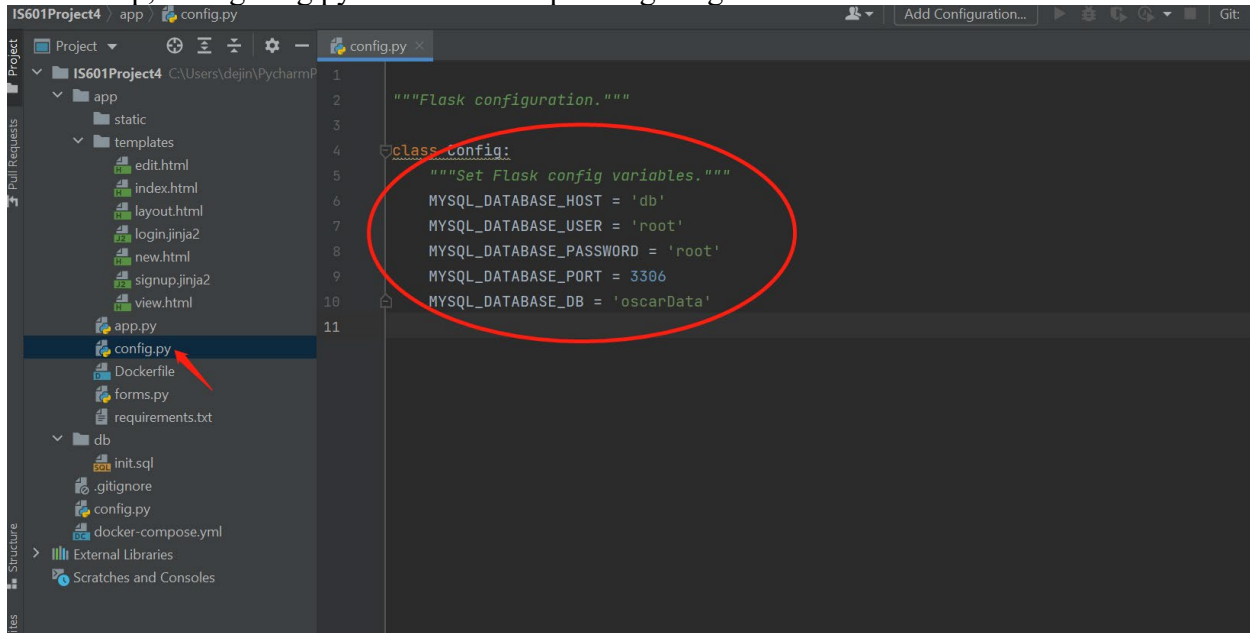 IS601Project4 > app > config.py
Add Configuration...
Git:
Project
config.py
IS601Project4 C:\Users\dejin\PycharmP
app
static
templates
edit.html
index.html
layout.html
login.jinja2
new.html
signup.jinja2
view.html
app.py
config.py
Dockerfile
forms.py
requirements.txt
db
init.sql
.gitignore
config.py
docker-compose.yml
External Libraries
Scratches and Consoles
Project
Pull Requests
Structure
1
2 """Flask configuration."""
3
4 class Config:
5 """Set Flask config variables."""
6 MYSQL_DATABASE_HOST = 'db'
7 MYSQL_DATABASE_USER = 'root'
8 MYSQL_DATABASE_PASSWORD = 'root'
9 MYSQL_DATABASE_PORT = 3306
10 MYSQL_DATABASE_DB = 'oscarData'
11